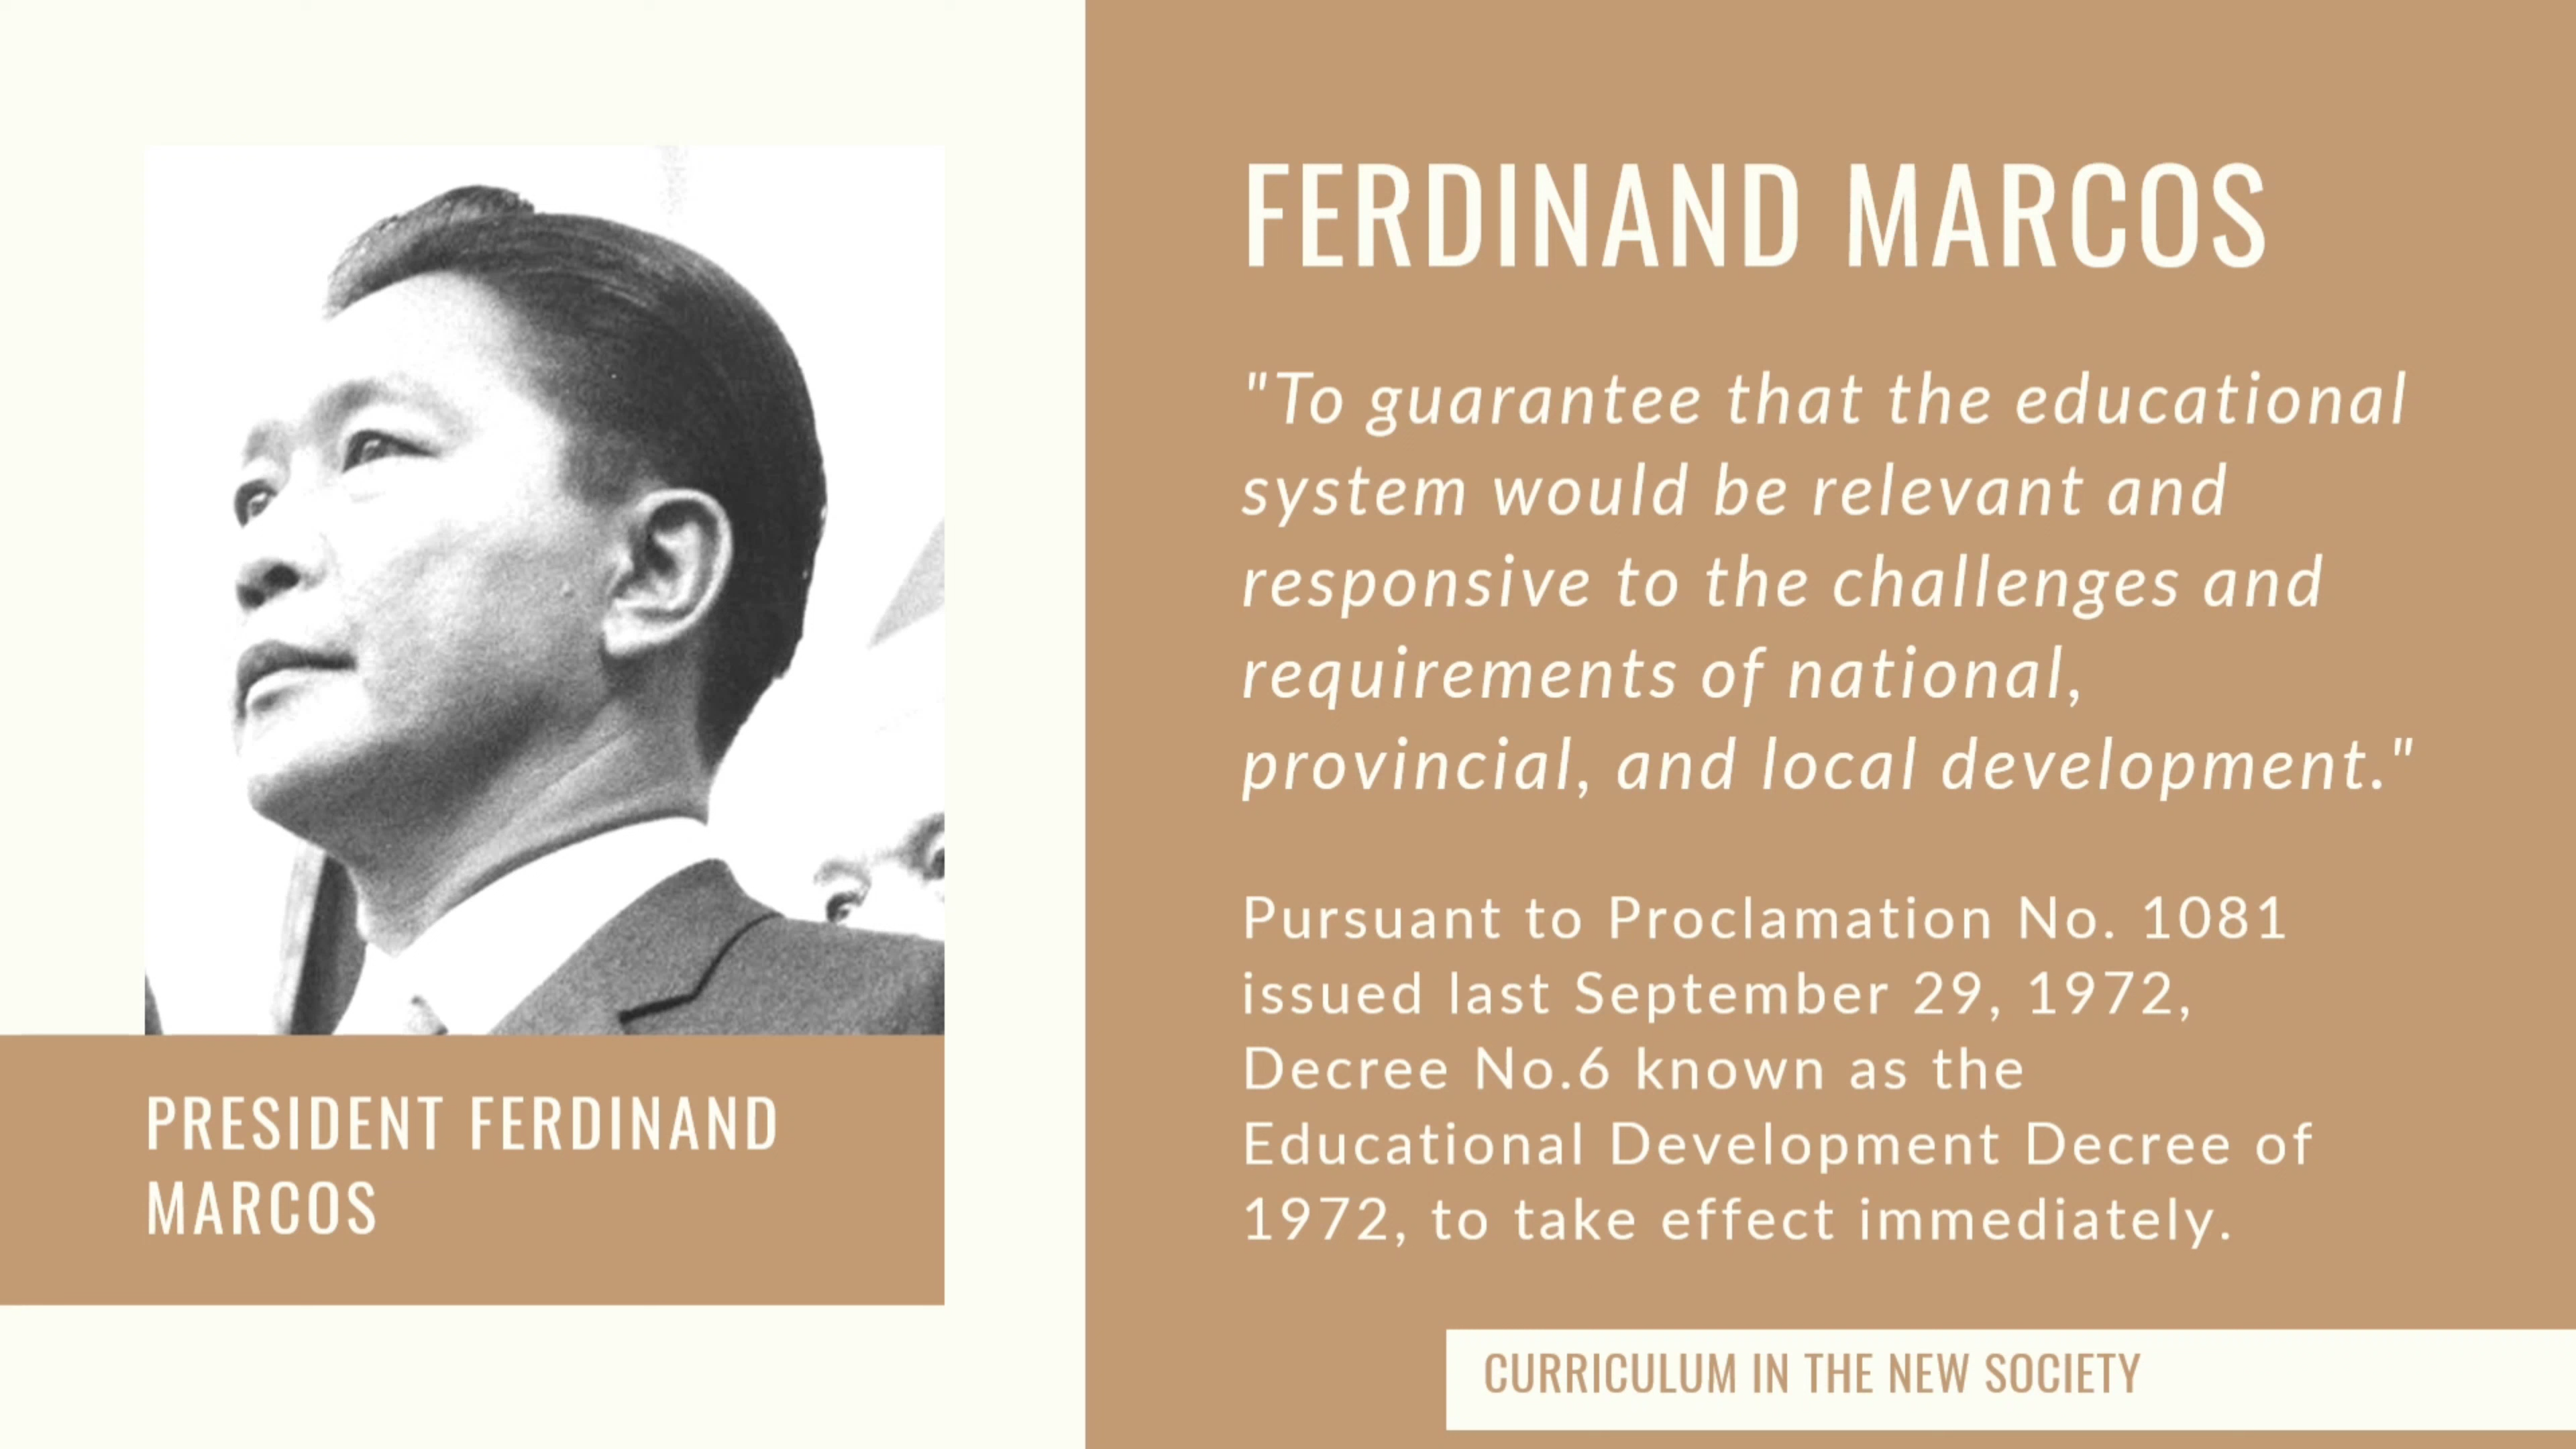 PRESIDENT FERDINAND
MARCOS
FERDINAND MARCOS
"To guarantee that the educational
system would be relevant and
responsive to the challenges and
requirements of national,
provincial, and local development."
Pursuant to Proclamation No. 1081
issued last September 29, 1972,
Decree No.6 known as the
Educational Development Decree of
1972, to take effect immediately.
CURRICULUM IN THE NEW SOCIETY